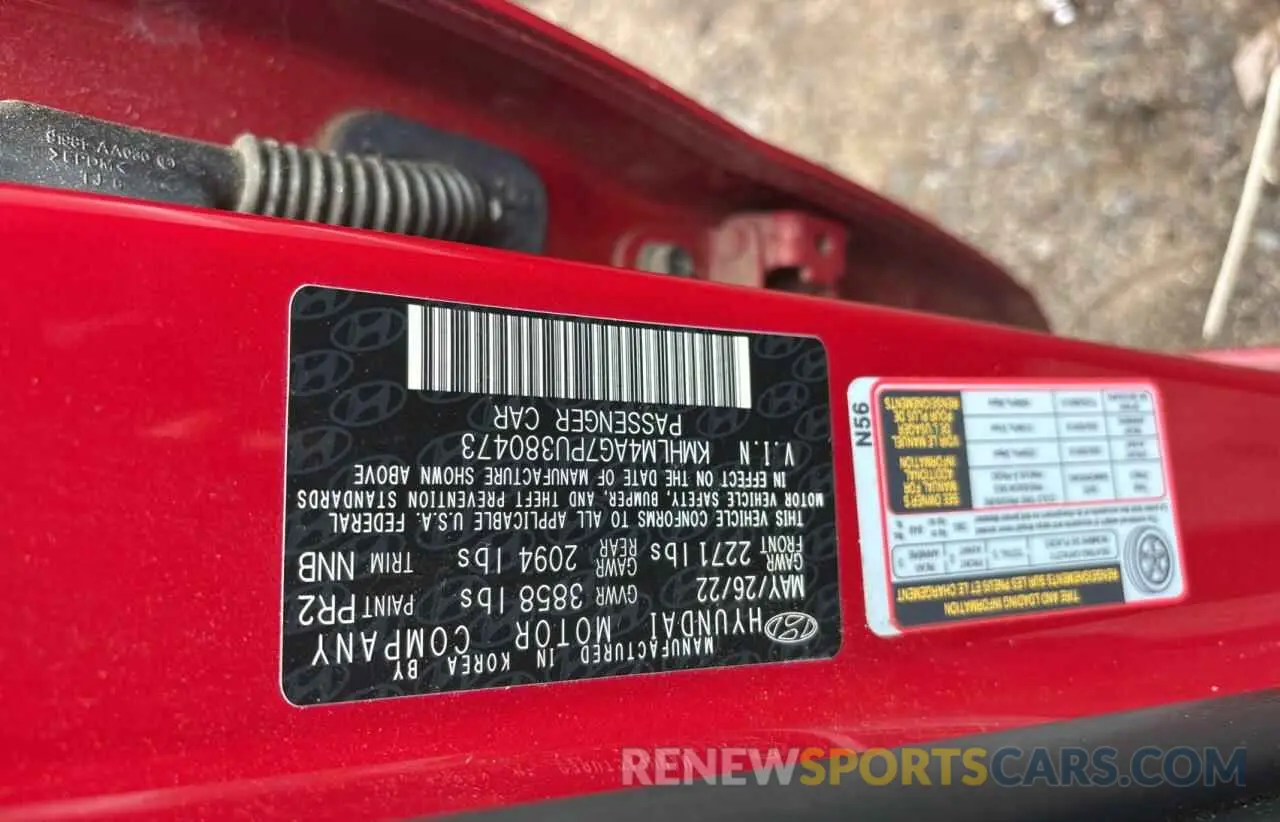 MANUFACTURED IN KOREA BY
HYUNDAI MOTOR COMPANY
MAY/26/22 GVWR 3858 lbs PAINT PR2
GAWR FRONT 2271 lbs GAWR REAR 2094 lbs TRIM NNB
THIS VEHICLE CONFORMS TO ALL APPLICABLE U.S.A. FEDERAL
MOTOR VEHICLE SAFETY, BUMPER, AND THEFT PREVENTION STANDARDS
IN EFFECT ON THE DATE OF MANUFACTURE SHOWN ABOVE
V.I.N KMHLM4AG7PU380473
PASSENGER CAR
TIRE AND LOADING INFORMATION
RENSEIGNEMENTS SUR LES PNEUS ET LE CHARGEMENT
TOTAL
FRONT
REAR
SEE OWNER'S
MANUAL FOR
ADDITIONAL
INFORMATION
VOIR LE MANUEL
DE L'USAGER
POUR PLUS DE
RENSEIGNEMENTS
N56
>EPDM<
RENEWSPORTSCARS.COM